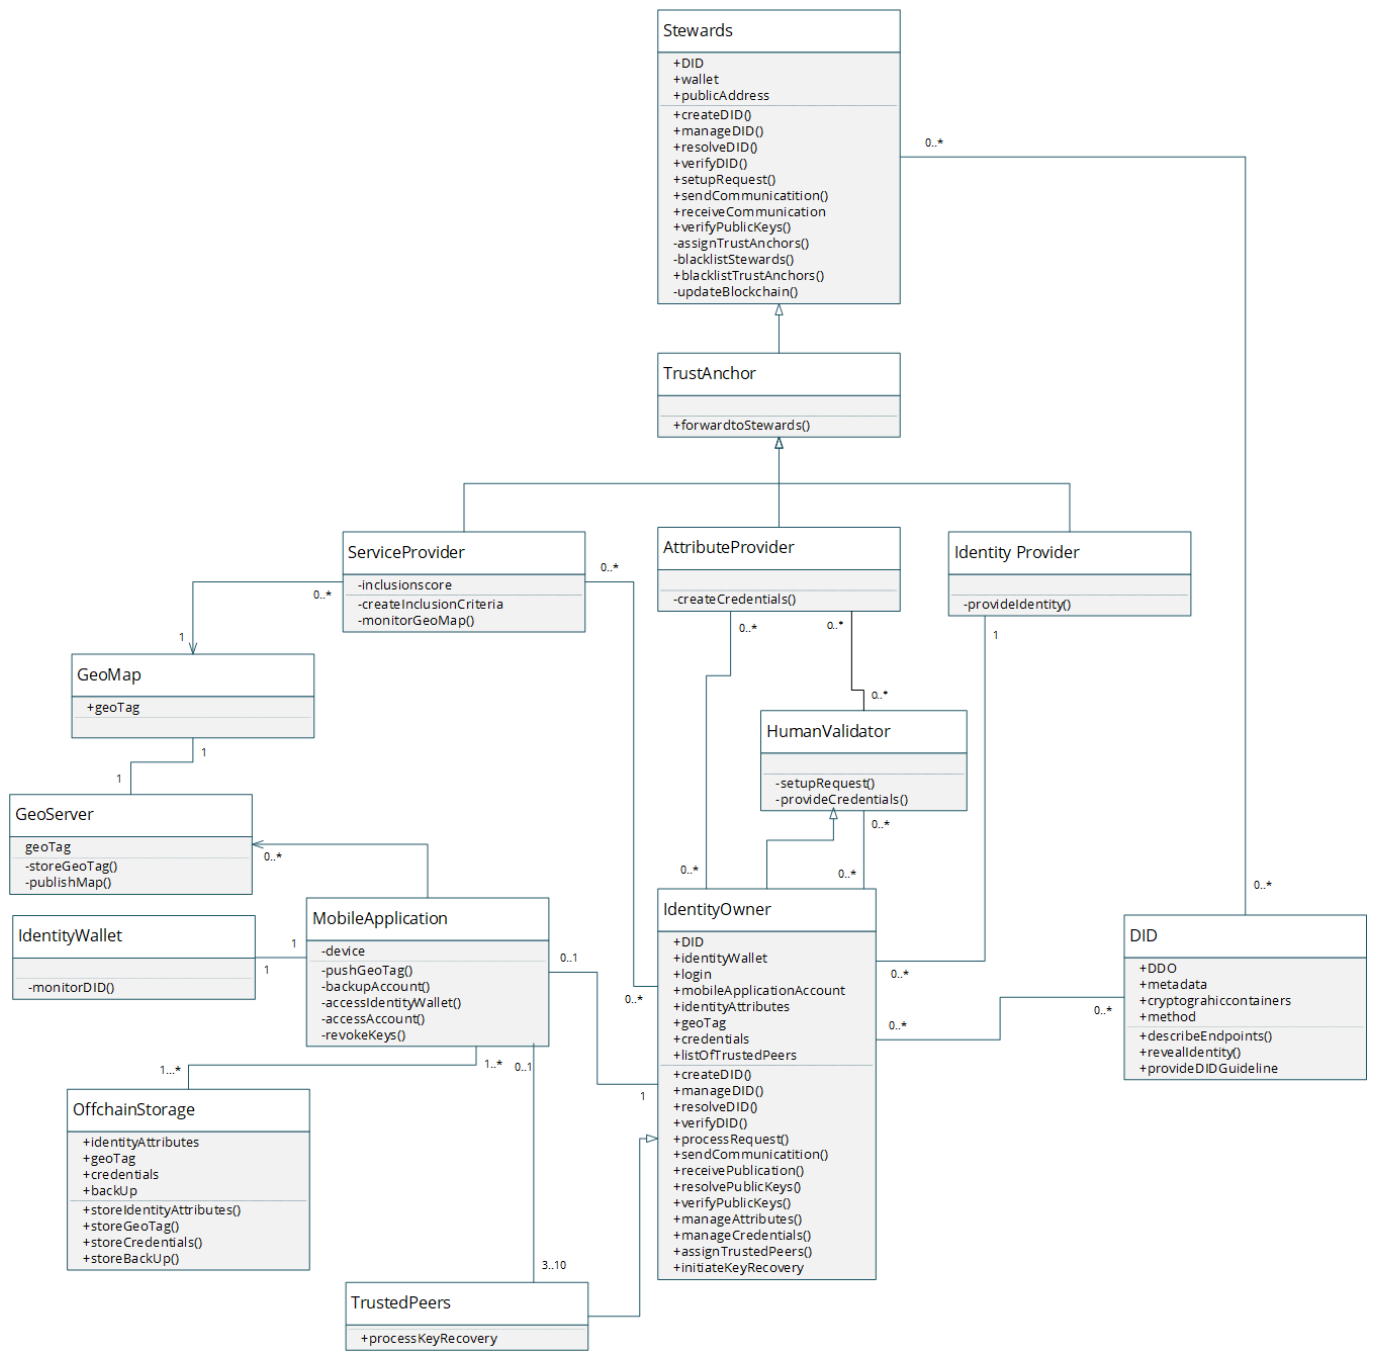 Stewards
+DID
+wallet
+publicAddress
+createDID()
+manageDID()
+resolveDID()
+verifyDID()
+setupRequest()
+sendCommunicatition()
+receiveCommunication
+verifyPublicKeys()
-assignTrustAnchors()
-blacklistStewards()
+blacklistTrustAnchors()
-updateBlockchain()
0..*
TrustAnchor
+forwardtoStewards()
ServiceProvider
-inclusionscore
-createInclusionCriteria
-monitorGeoMap()
0..*
0..*
AttributeProvider
-createCredentials()
0..*
0..*
Identity Provider
-provideIdentity()
1
1
GeoMap
+geoTag
1
0..*
HumanValidator
-setupRequest()
-provideCredentials()
0..*
1
GeoServer
geoTag
-storeGeoTag()
-publishMap()
0..*
0..*
0..*
0..*
IdentityWallet
-monitorDID()
1
1
MobileApplication
-device
-pushGeoTag()
-backupAccount()
-accessIdentityWallet()
-accessAccount()
-revokeKeys()
0..1
1..*
0..1
0..*
1
IdentityOwner
+DID
+identityWallet
+login
+mobileApplicationAccount
+identityAttributes
+geoTag
+credentials
+listOfTrustedPeers
+createDID()
+manageDID()
+resolveDID()
+verifyDID()
+processRequest()
+sendCommunicatition()
+receivePublication()
+resolvePublicKeys()
+verifyPublicKeys()
+manageAttributes()
+manageCredentials()
+assignTrustedPeers()
+initiateKeyRecovery
0..*
0..*
0..*
DID
+DDO
+metadata
+cryptograhiccontainers
+method
+describeEndpoints()
+revealIdentity()
+provideDIDGuideline
1...*
OffchainStorage
+identityAttributes
+geoTag
+credentials
+backUp
+storeIdentityAttributes()
+storeGeoTag()
+storeCredentials()
+storeBackUp()
3..10
TrustedPeers
+processKeyRecovery